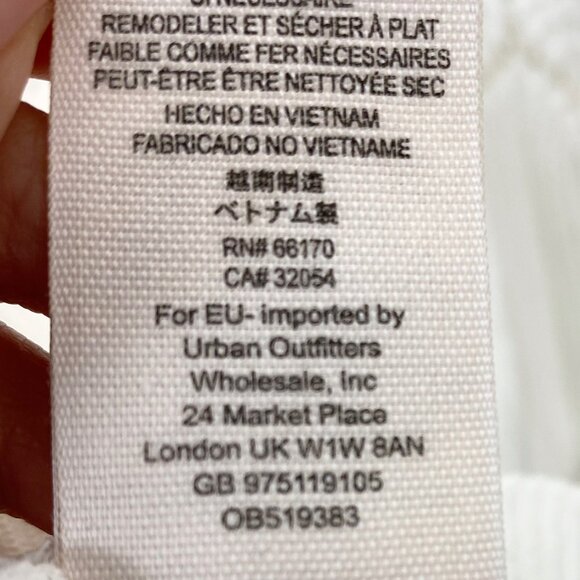 SI NÉCESSAIRE
REMODELER ET SÉCHER À PLAT
FAIBLE COMME FER NÉCESSAIRES
PEUT-ÊTRE ÊTRE NETTOYÉE SEC
HECHO EN VIETNAM
FABRICADO NO VIETNAME
越南制造
ベトナム製
RN# 66170
CA# 32054
For EU- imported by
Urban Outfitters
Wholesale, Inc
24 Market Place
London UK W1W 8AN
GB 975119105
OB519383